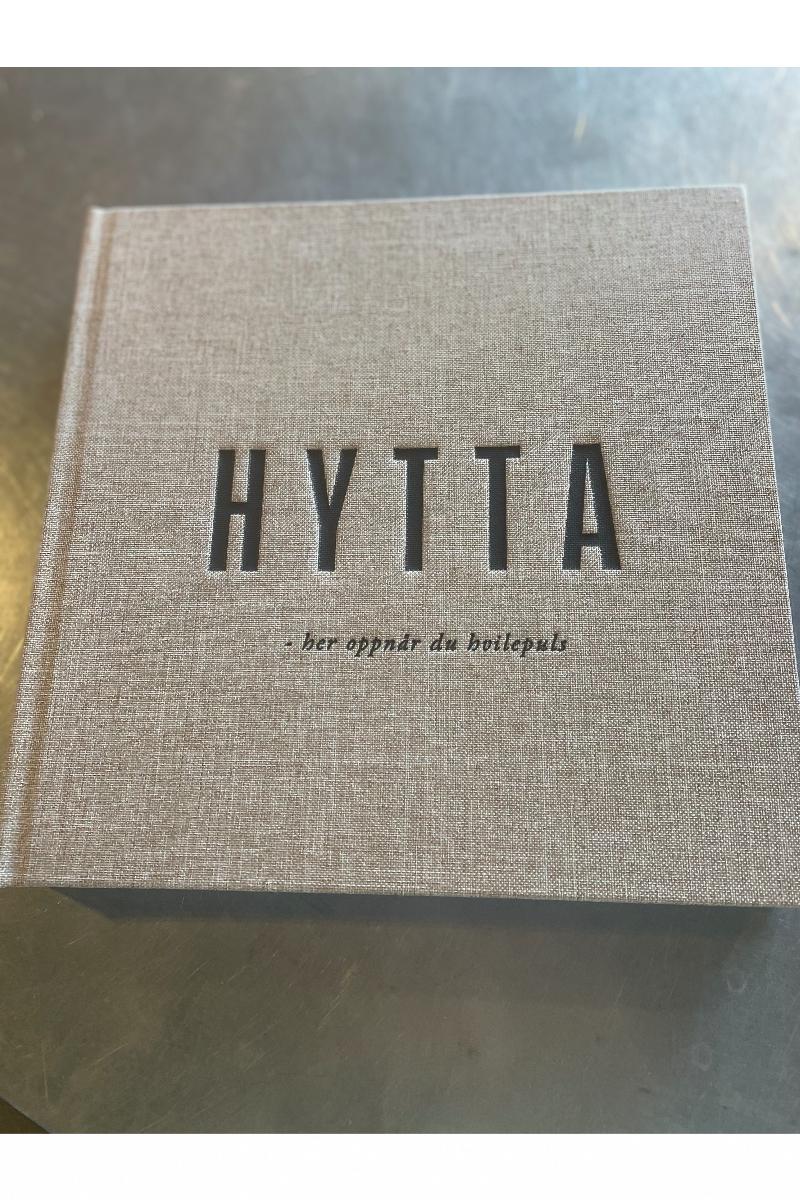 HYTTA
- her oppnår du hvilepuls